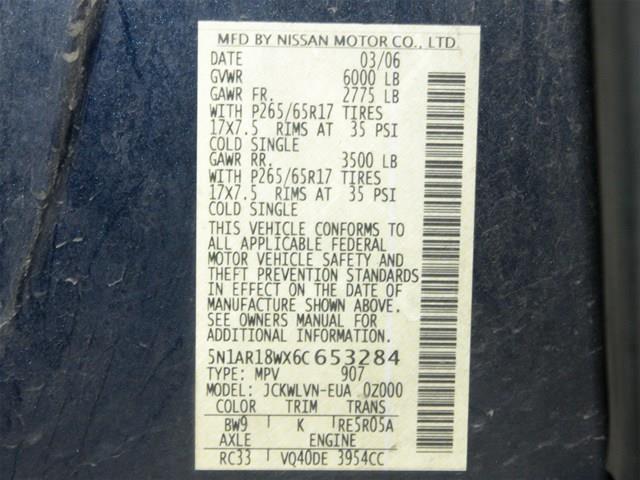 MFD BY NISSAN MOTOR CO., LTD.
DATE 03/06
GVWR 6000 LB
GAWR FR. 2775 LB
WITH P265/65R17 TIRES
17X7.5 RIMS AT 35 PSI
COLD SINGLE
GAWR RR. 3500 LB
WITH P265/65R17 TIRES
17X7.5 RIMS AT 35 PSI
COLD SINGLE
THIS VEHICLE CONFORMS TO
ALL APPLICABLE FEDERAL
MOTOR VEHICLE SAFETY AND
THEFT PREVENTION STANDARDS
IN EFFECT ON THE DATE OF
MANUFACTURE SHOWN ABOVE.
SEE OWNERS MANUAL FOR
ADDITIONAL INFORMATION.
5N1AR18WX6C653284
TYPE: MPV 907
MODEL: JCKWLVN-EUA 0Z000
COLOR TRIM TRANS
BW9 K RE5R05A
AXLE ENGINE
RC33 VQ40DE 3954CC